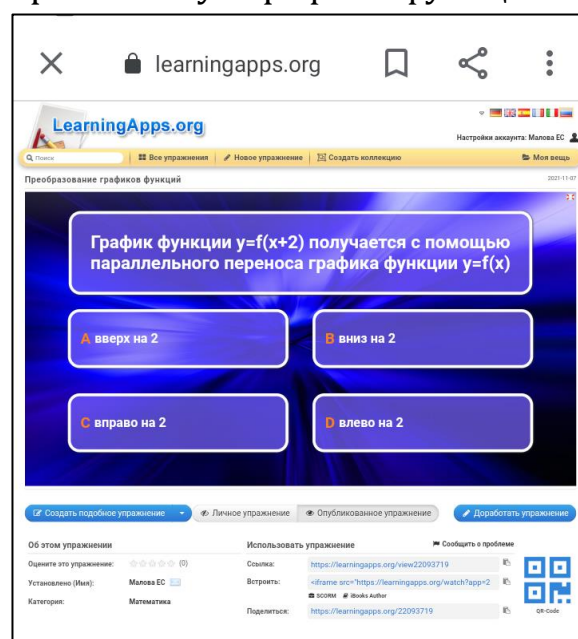 learningapps.org
LearningApps.org
Настройки аккаунта: Малова ЕС
Поиск
Все упражнения
Новое упражнение
Создать коллекцию
Моя вещь
Преобразование графиков функций
2021-11-07
График функции y=f(x+2) получается с помощью
параллельного переноса графика функции y=f(x)
A вверх на 2
B вниз на 2
C вправо на 2
D влево на 2
Создать подобное упражнение
Личное упражнение
Опубликованное упражнение
Доработать упражнение
Об этом упражнении
Использовать упражнение
Сообщить о проблеме
Оцените это упражнение: (0)
Ссылка: https://learningapps.org/view22093719
Установлено (Имя): Малова ЕС
Встроить: <iframe src="https://learningapps.org/watch?app=2
SCORM iBooks Author
Категория: Математика
Поделиться: https://learningapps.org/22093719
QR-Code